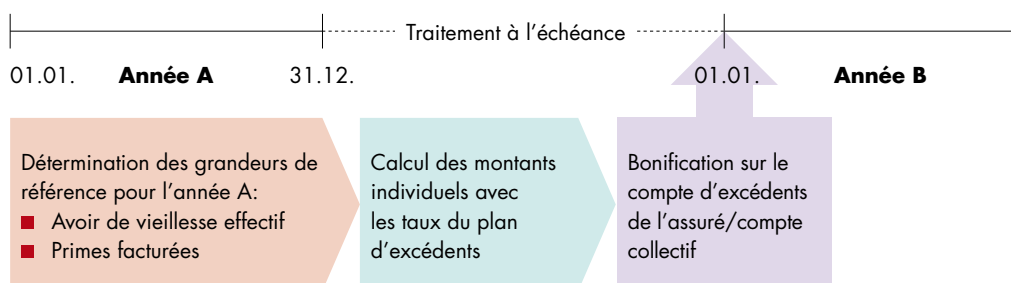 Traitement à l’échéance
01.01. Année A 31.12. 01.01. Année B
Détermination des grandeurs de
référence pour l’année A:
Avoir de vieillesse effectif
Primes facturées
Calcul des montants
individuels avec
les taux du plan
d’excédents
Bonification sur le
compte d’excédents
de l’assuré/compte
collectif